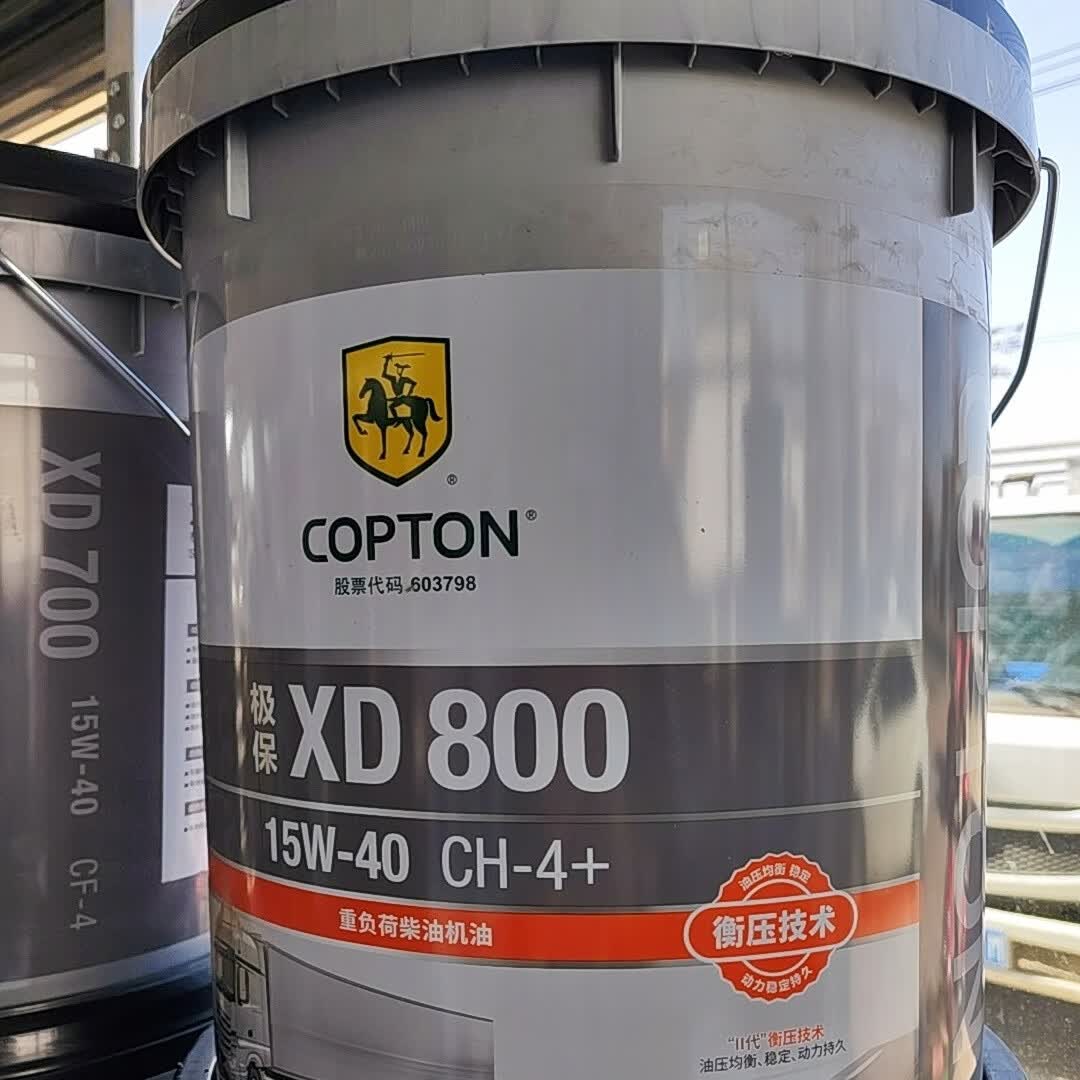 COPTON®
股票代码 603798
极保 XD 800
15W-40 CH-4+
重负荷柴油机油
油压均衡 稳定
衡压技术
动力稳定持久
“II代”衡压技术
油压均衡、稳定、动力持久
XD 700 15W-40 CF-4